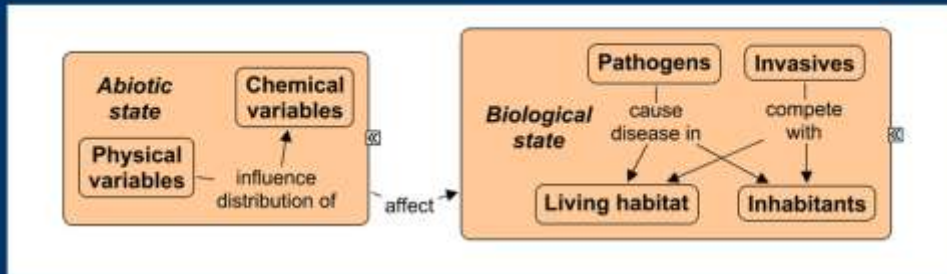 Abiotic
state
Chemical
variables
Physical
variables
influence
distribution of
affect
Biological
state
Pathogens
Invasives
cause
disease in
compete
with
Living habitat
Inhabitants